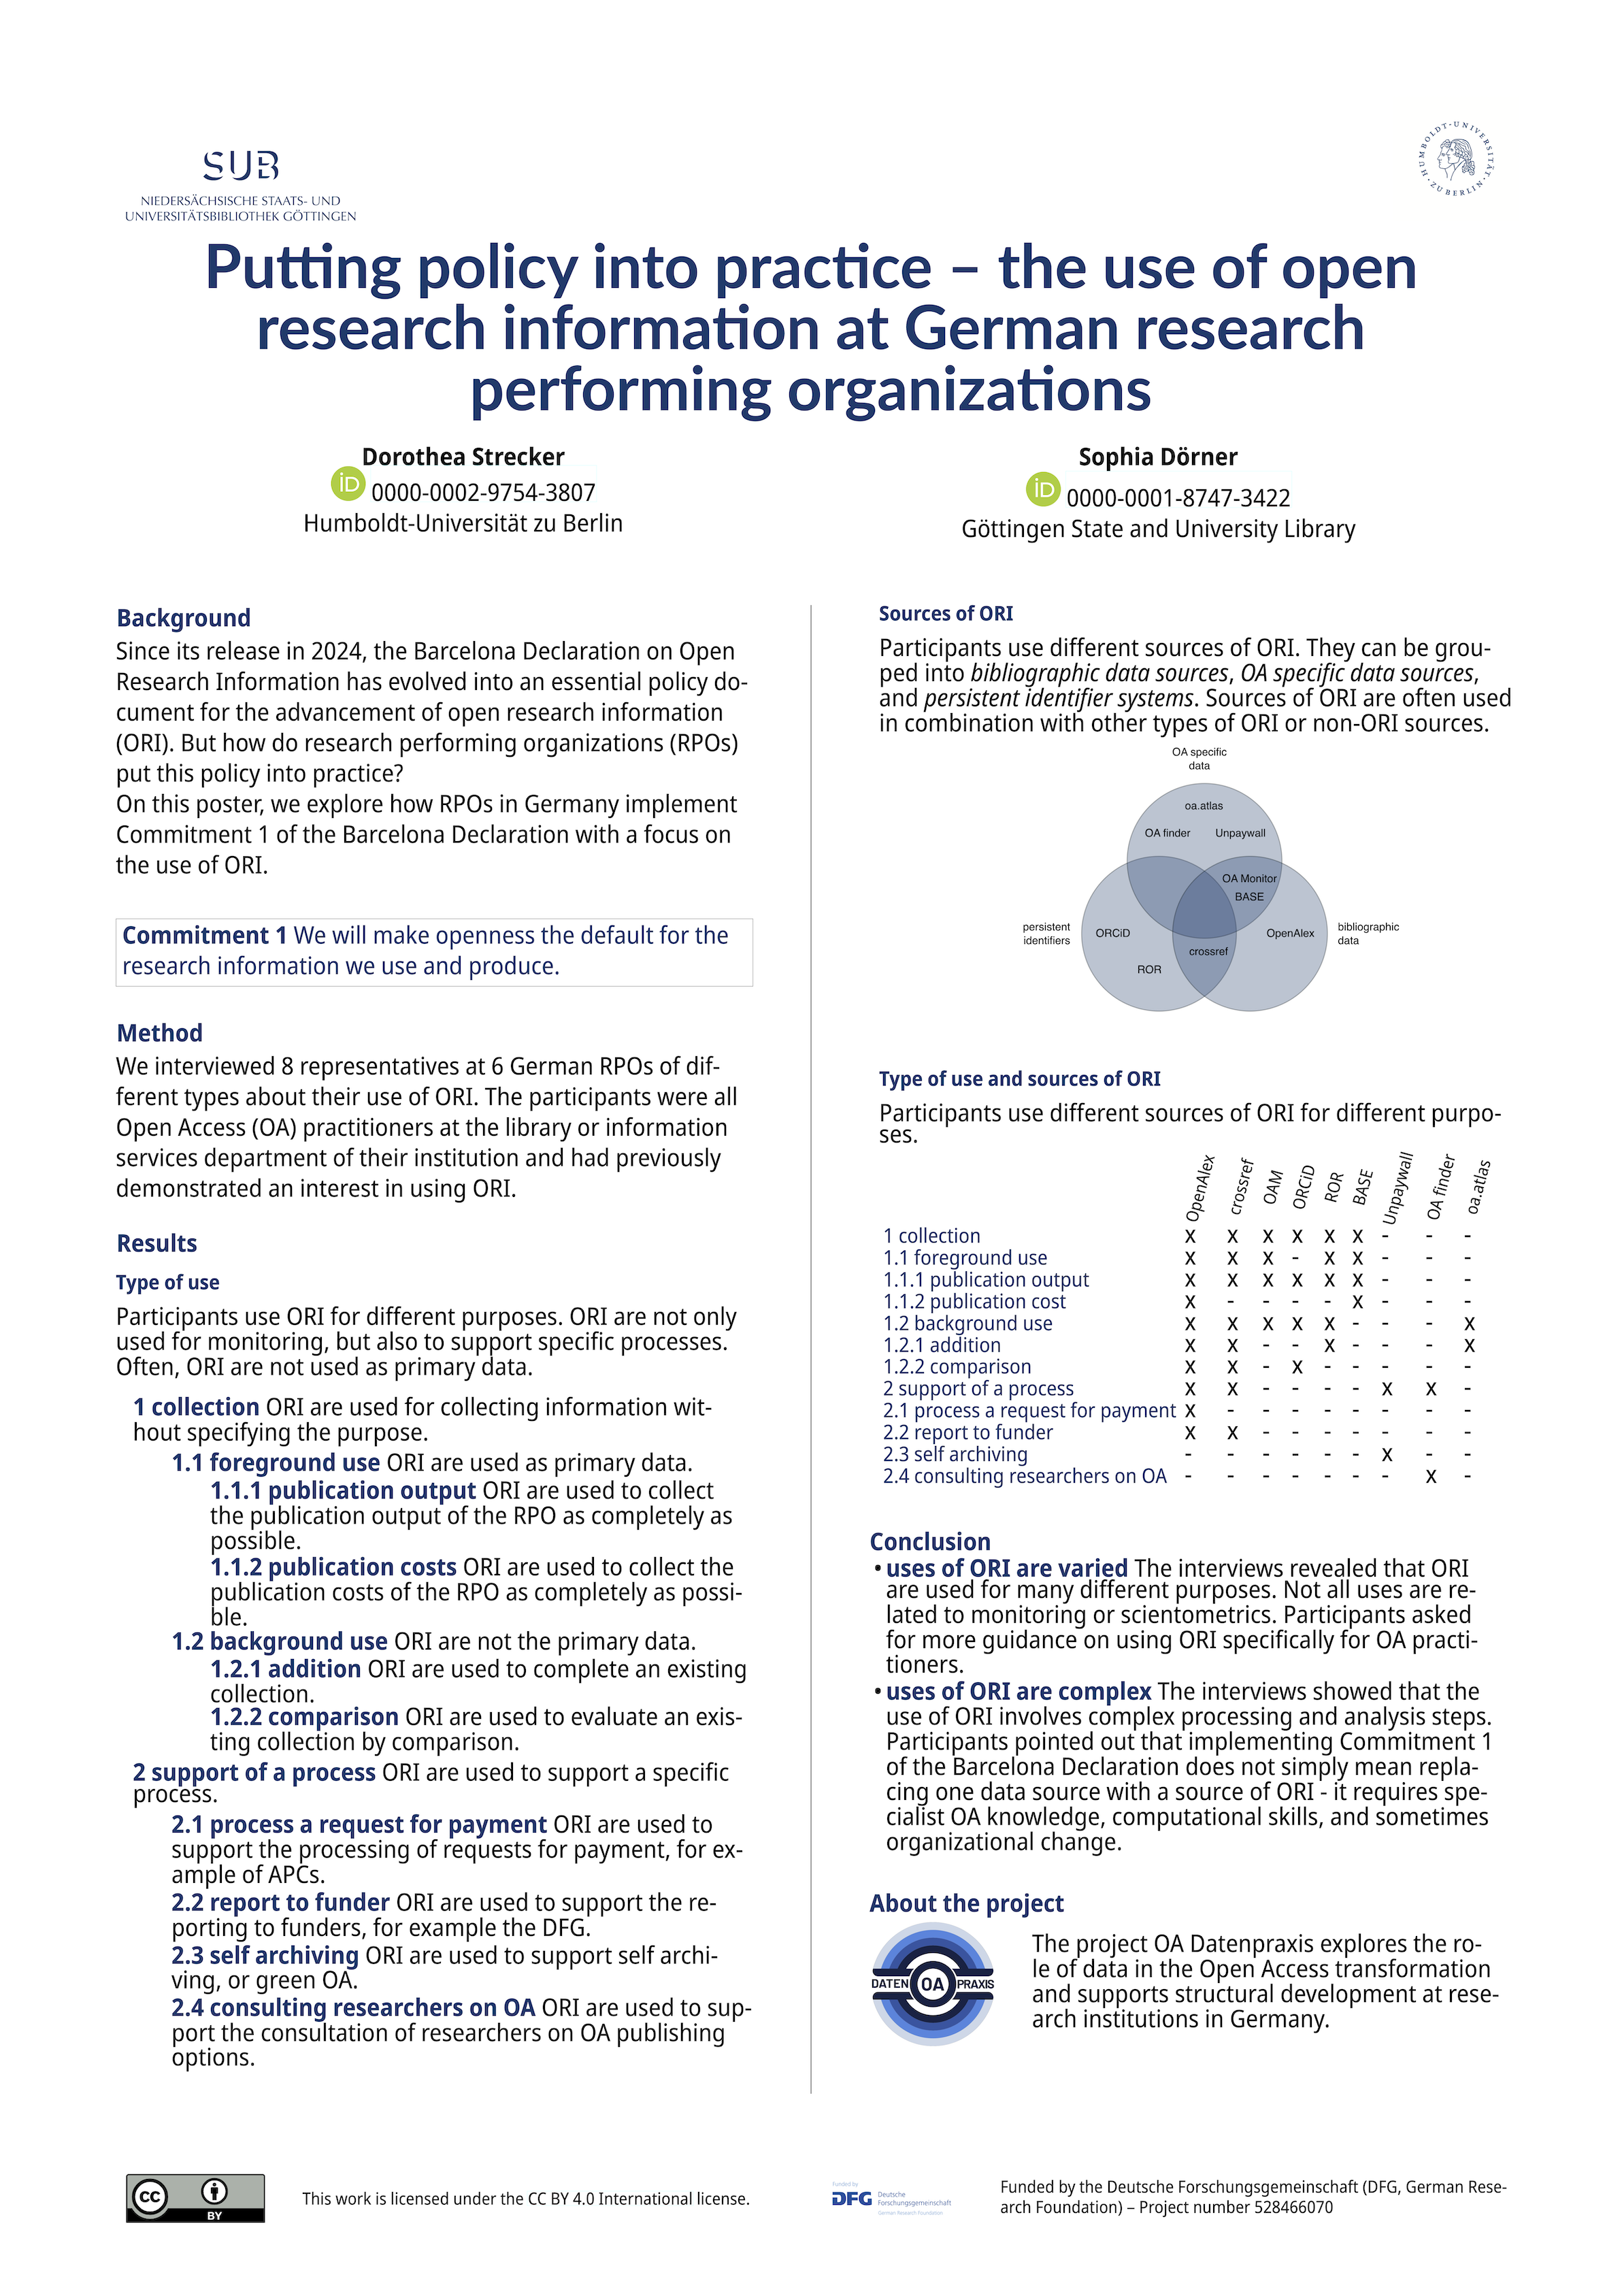 SUB
NIEDERSÄCHSISCHE STAATS- UND
UNIVERSITÄTSBIBLIOTHEK GÖTTINGEN
HUMBOLDT-UNIVERSITÄT · ZU BERLIN ·
Putting policy into practice – the use of open
research information at German research
performing organizations
Dorothea Strecker
iD 0000-0002-9754-3807
Humboldt-Universität zu Berlin
Sophia Dörner
iD 0000-0001-8747-3422
Göttingen State and University Library
Background
Since its release in 2024, the Barcelona Declaration on Open
Research Information has evolved into an essential policy do-
cument for the advancement of open research information
(ORI). But how do research performing organizations (RPOs)
put this policy into practice?
On this poster, we explore how RPOs in Germany implement
Commitment 1 of the Barcelona Declaration with a focus on
the use of ORI.
Commitment 1 We will make openness the default for the
research information we use and produce.
Method
We interviewed 8 representatives at 6 German RPOs of dif-
ferent types about their use of ORI. The participants were all
Open Access (OA) practitioners at the library or information
services department of their institution and had previously
demonstrated an interest in using ORI.
Results
Type of use
Participants use ORI for different purposes. ORI are not only
used for monitoring, but also to support specific processes.
Often, ORI are not used as primary data.
1 collection ORI are used for collecting information wit-
hout specifying the purpose.
1.1 foreground use ORI are used as primary data.
1.1.1 publication output ORI are used to collect
the publication output of the RPO as completely as
possible.
1.1.2 publication costs ORI are used to collect the
publication costs of the RPO as completely as possi-
ble.
1.2 background use ORI are not the primary data.
1.2.1 addition ORI are used to complete an existing
collection.
1.2.2 comparison ORI are used to evaluate an exis-
ting collection by comparison.
2 support of a process ORI are used to support a specific
process.
2.1 process a request for payment ORI are used to
support the processing of requests for payment, for ex-
ample of APCs.
2.2 report to funder ORI are used to support the re-
porting to funders, for example the DFG.
2.3 self archiving ORI are used to support self archi-
ving, or green OA.
2.4 consulting researchers on OA ORI are used to sup-
port the consultation of researchers on OA publishing
options.
Sources of ORI
Participants use different sources of ORI. They can be grou-
ped into bibliographic data sources, OA specific data sources,
and persistent identifier systems. Sources of ORI are often used
in combination with other types of ORI or non-ORI sources.
OA specific
data
oa.atlas
OA finder Unpaywall
OA Monitor
BASE
persistent
identifiers
ORCiD
OpenAlex
bibliographic
data
crossref
ROR
Type of use and sources of ORI
Participants use different sources of ORI for different purpo-
ses.
OpenAlex crossref OAM ORCiD ROR BASE Unpaywall OA finder oa.atlas
1 collection X X X X X X - - -
1.1 foreground use X X X - X X - - -
1.1.1 publication output X X X X X X - - -
1.1.2 publication cost X - - - - X - - -
1.2 background use X X X X X - - - X
1.2.1 addition X X - - X - - - X
1.2.2 comparison X X - X - - - - -
2 support of a process X X - - - - X X -
2.1 process a request for payment X - - - - - - - -
2.2 report to funder X X - - - - - - -
2.3 self archiving - - - - - - X - -
2.4 consulting researchers on OA - - - - - - - X -
Conclusion
• uses of ORI are varied The interviews revealed that ORI
are used for many different purposes. Not all uses are re-
lated to monitoring or scientometrics. Participants asked
for more guidance on using ORI specifically for OA practi-
tioners.
• uses of ORI are complex The interviews showed that the
use of ORI involves complex processing and analysis steps.
Participants pointed out that implementing Commitment 1
of the Barcelona Declaration does not simply mean repla-
cing one data source with a source of ORI - it requires spe-
cialist OA knowledge, computational skills, and sometimes
organizational change.
About the project
DATEN OA PRAXIS
The project OA Datenpraxis explores the ro-
le of data in the Open Access transformation
and supports structural development at rese-
arch institutions in Germany.
CC BY
This work is licensed under the CC BY 4.0 International license.
Funded by
DFG Deutsche
Forschungsgemeinschaft
German Research Foundation
Funded by the Deutsche Forschungsgemeinschaft (DFG, German Rese-
arch Foundation) – Project number 528466070